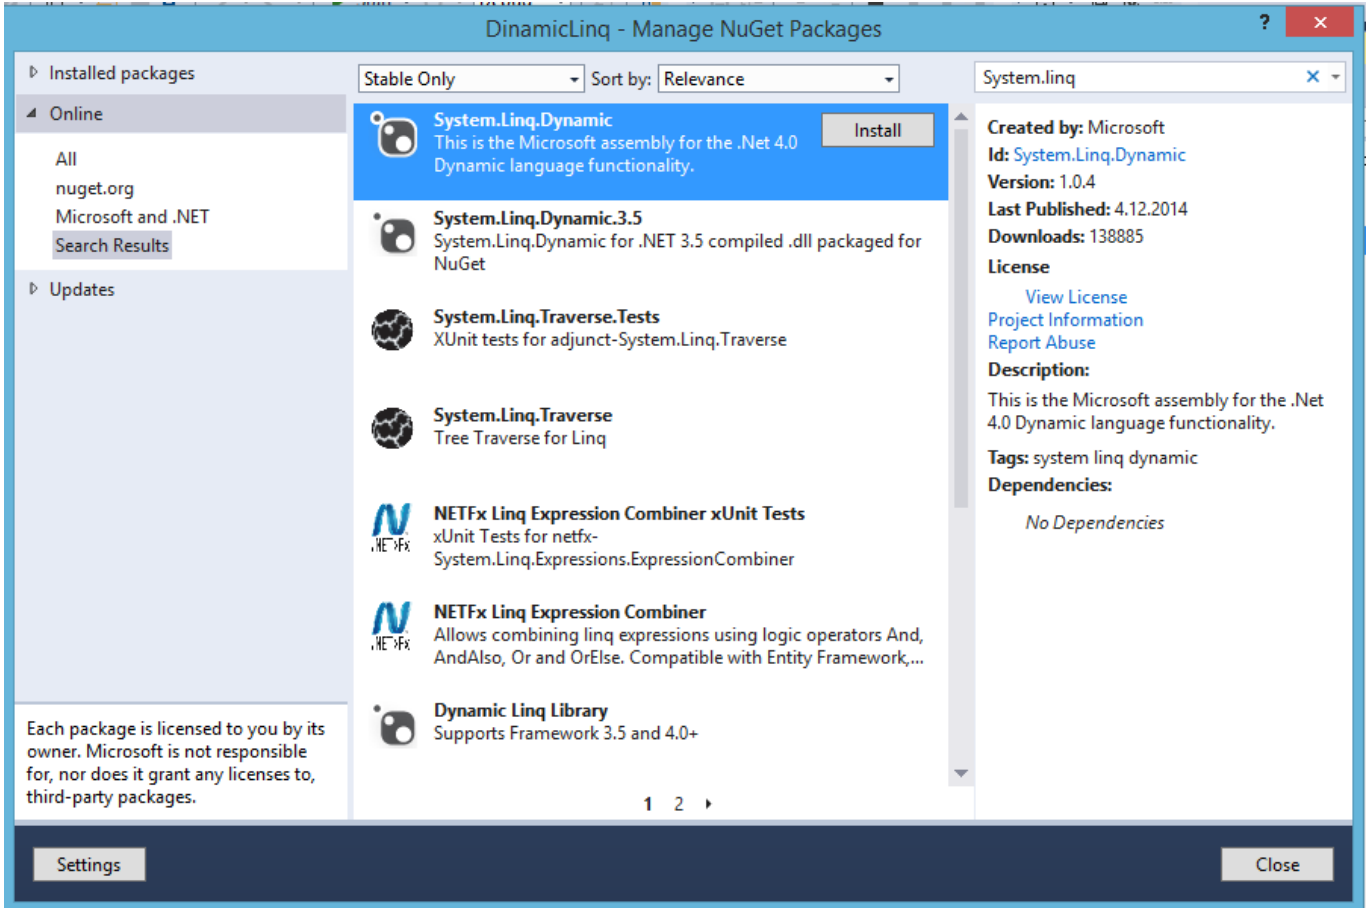 DinamicLinq - Manage NuGet Packages
?
Installed packages
Online
All
nuget.org
Microsoft and .NET
Search Results
Updates
Each package is licensed to you by its
owner. Microsoft is not responsible
for, nor does it grant any licenses to,
third-party packages.
Stable Only
Sort by: Relevance
System.Linq.Dynamic
This is the Microsoft assembly for the .Net 4.0
Dynamic language functionality.
Install
System.Linq.Dynamic.3.5
System.Linq.Dynamic for .NET 3.5 compiled .dll packaged for
NuGet
System.Linq.Traverse.Tests
XUnit tests for adjunct-System.Linq.Traverse
System.Linq.Traverse
Tree Traverse for Linq
.NETFx
NETFx Linq Expression Combiner xUnit Tests
xUnit Tests for netfx-
System.Linq.Expressions.ExpressionCombiner
.NETFx
NETFx Linq Expression Combiner
Allows combining linq expressions using logic operators And,
AndAlso, Or and OrElse. Compatible with Entity Framework,...
Dynamic Linq Library
Supports Framework 3.5 and 4.0+
1 2
System.linq
Created by: Microsoft
Id: System.Linq.Dynamic
Version: 1.0.4
Last Published: 4.12.2014
Downloads: 138885
License
View License
Project Information
Report Abuse
Description:
This is the Microsoft assembly for the .Net
4.0 Dynamic language functionality.
Tags: system linq dynamic
Dependencies:
No Dependencies
Settings
Close